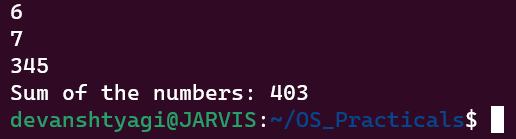 6
7
345
Sum of the numbers: 403
devanshtyagi@JARVIS:~/OS_Practicals$